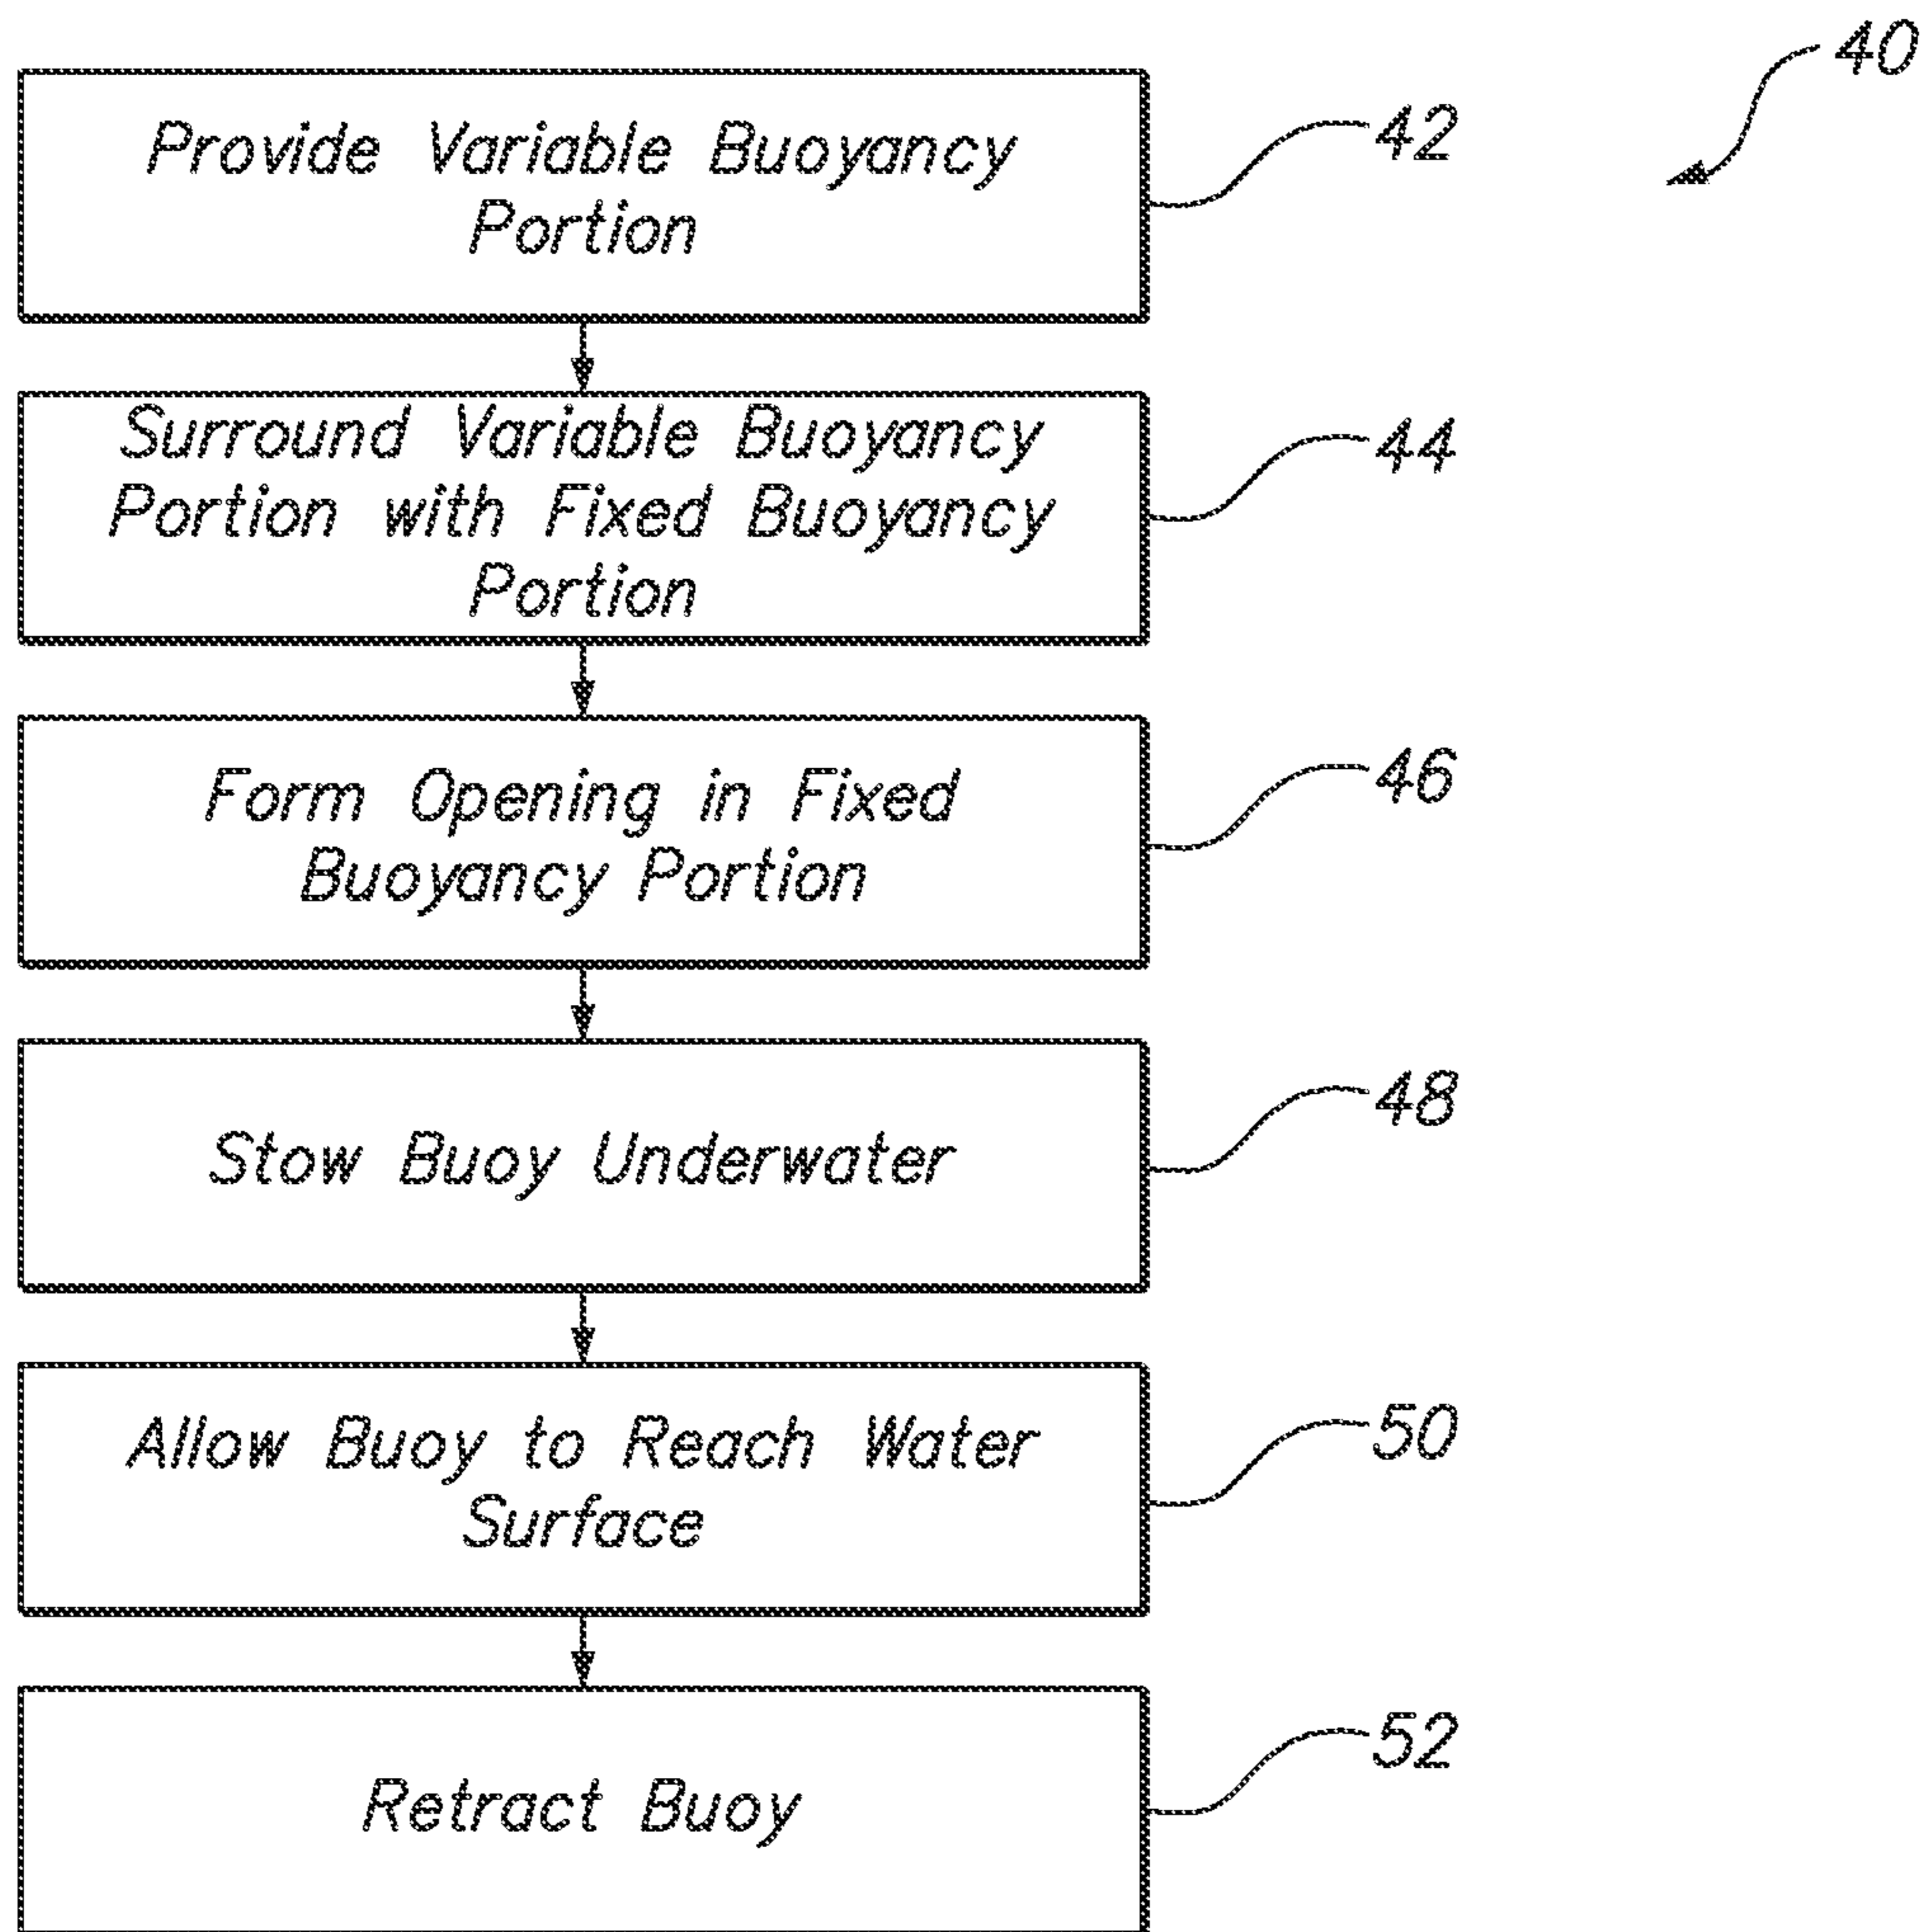 40
Provide Variable Buoyancy
Portion
42
Surround Variable Buoyancy
Portion with Fixed Buoyancy
Portion
44
Form Opening in Fixed
Buoyancy Portion
46
Stow Buoy Underwater
48
Allow Buoy to Reach Water
Surface
50
Retract Buoy
52